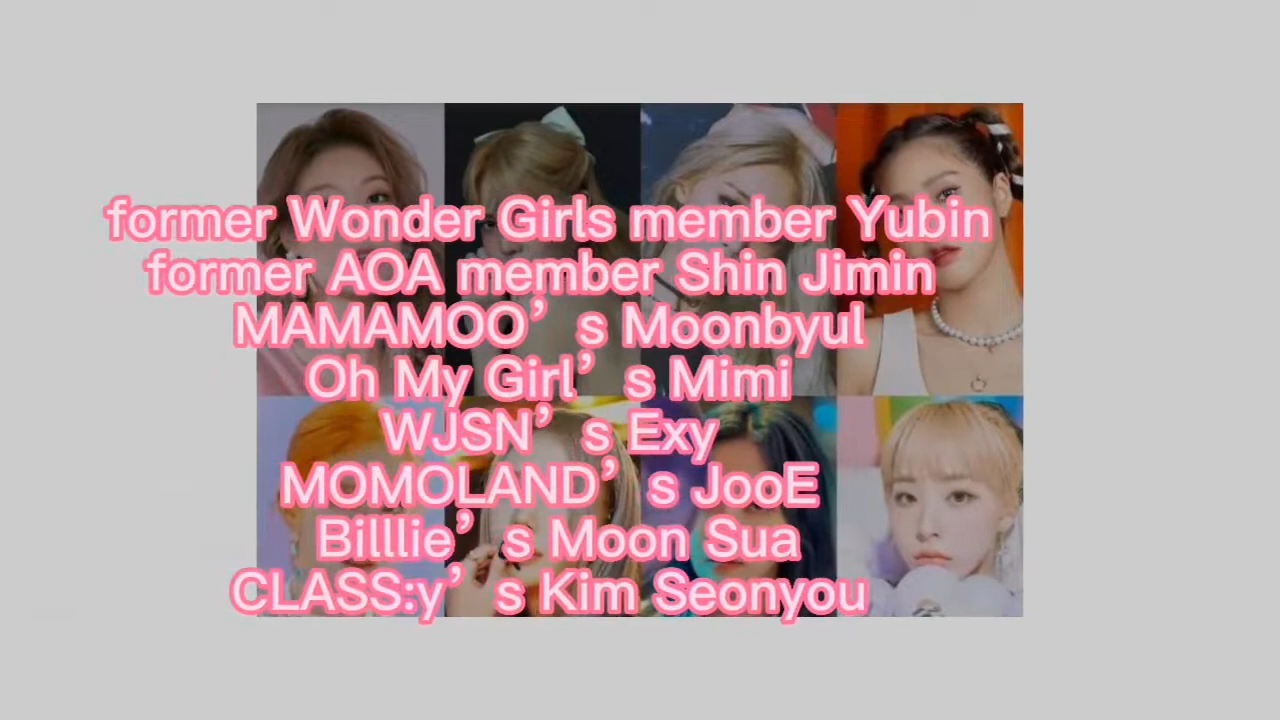 former Wonder Girls member Yubin
former AOA member Shin Jimin
MAMAMOO’s Moonbyul
Oh My Girl’s Mimi
WJSN’s Exy
MOMOLAND’s JooE
Billlie’s Moon Sua
CLASS:y’s Kim Seonyou